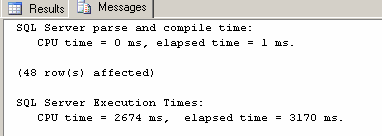 Results Messages
SQL Server parse and compile time:
CPU time = 0 ms, elapsed time = 1 ms.
(48 row(s) affected)
SQL Server Execution Times:
CPU time = 2674 ms,  elapsed time = 3170 ms.